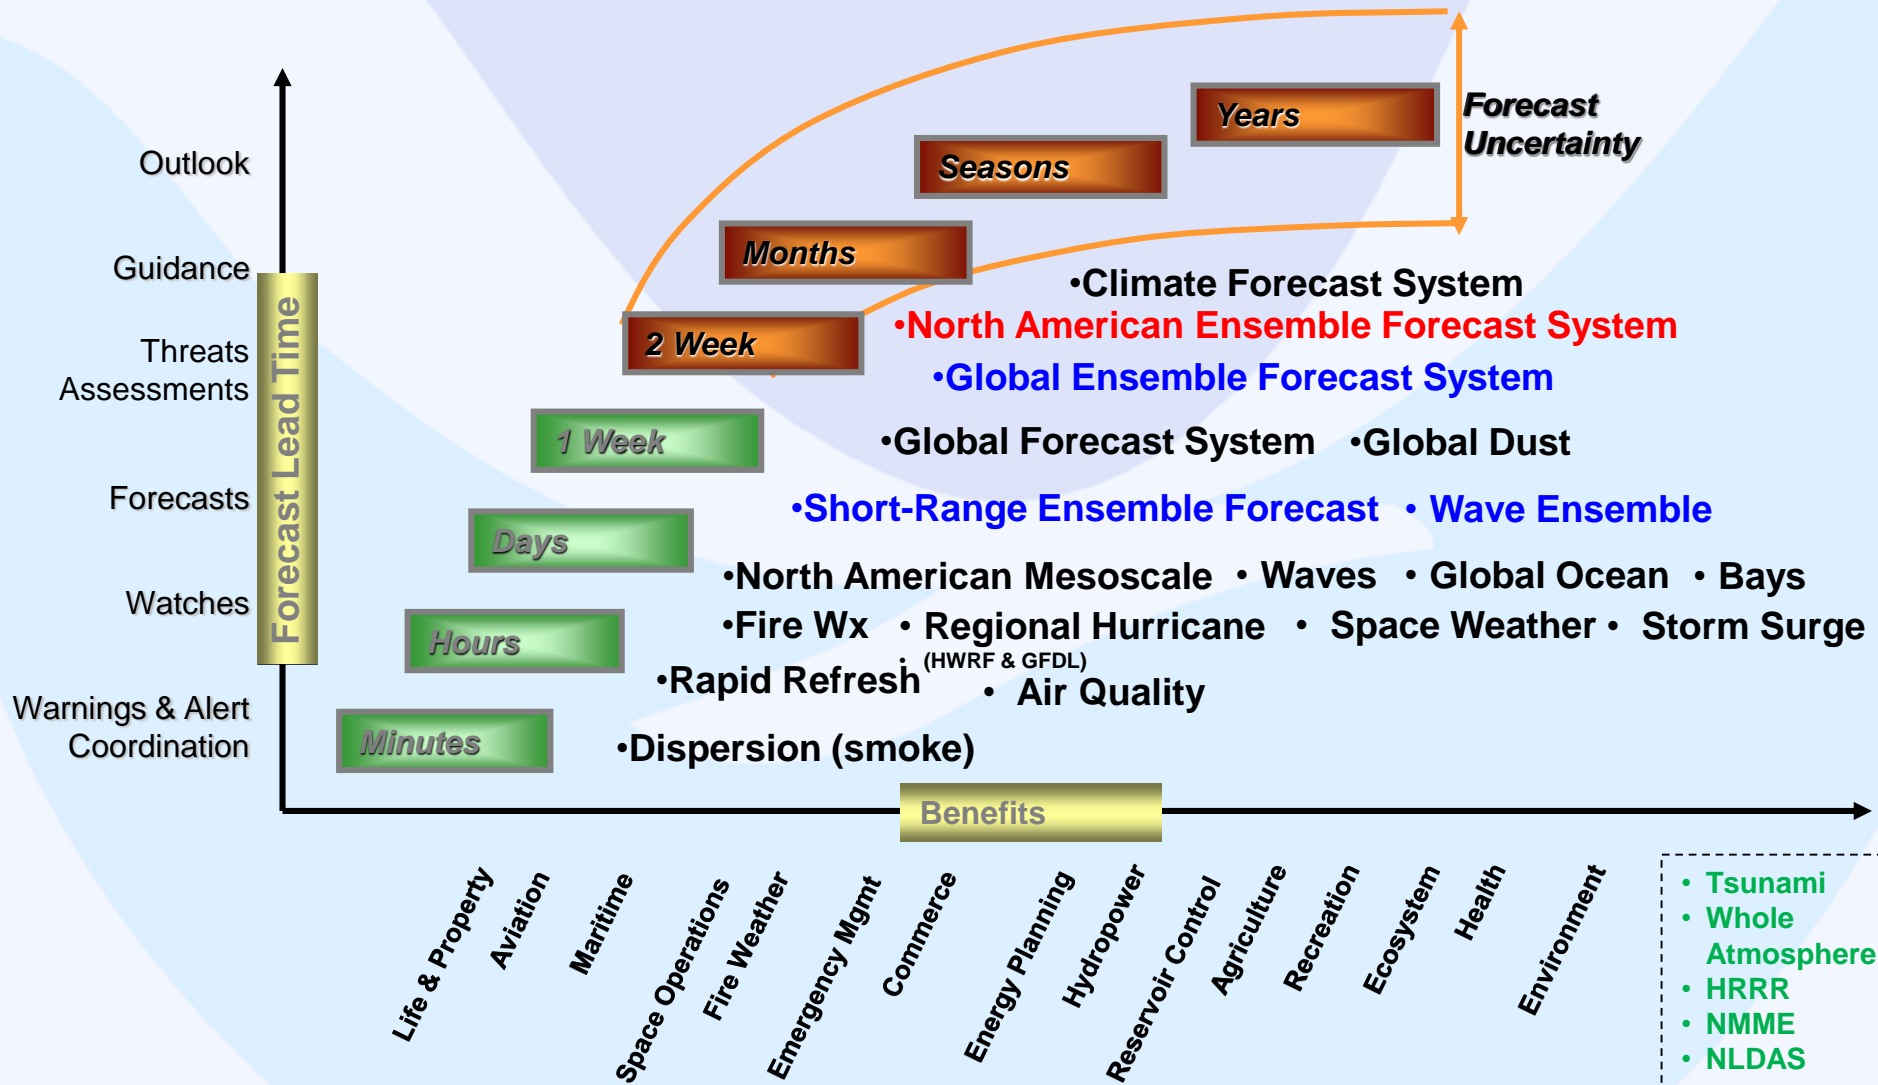 Years
Forecast
Uncertainty
Outlook
Seasons
Months
Guidance
•Climate Forecast System
•North American Ensemble Forecast System
2 Week
Threats
Assessments
•Global Ensemble Forecast System
Forecast Lead Time
1 Week
•Global Forecast System •Global Dust
Forecasts
•Short-Range Ensemble Forecast • Wave Ensemble
Days
•North American Mesoscale • Waves • Global Ocean • Bays
Watches
•Fire Wx • Regional Hurricane • Space Weather • Storm Surge
Hours
• (HWRF & GFDL)
•Rapid Refresh • Air Quality
Warnings & Alert
Coordination
Minutes
•Dispersion (smoke)
Benefits
Life & Property
Aviation
Maritime
Space Operations
Fire Weather
Emergency Mgmt
Commerce
Energy Planning
Hydropower
Reservoir Control
Agriculture
Recreation
Ecosystem
Health
Environment
• Tsunami
• Whole
Atmosphere
• HRRR
• NMME
• NLDAS